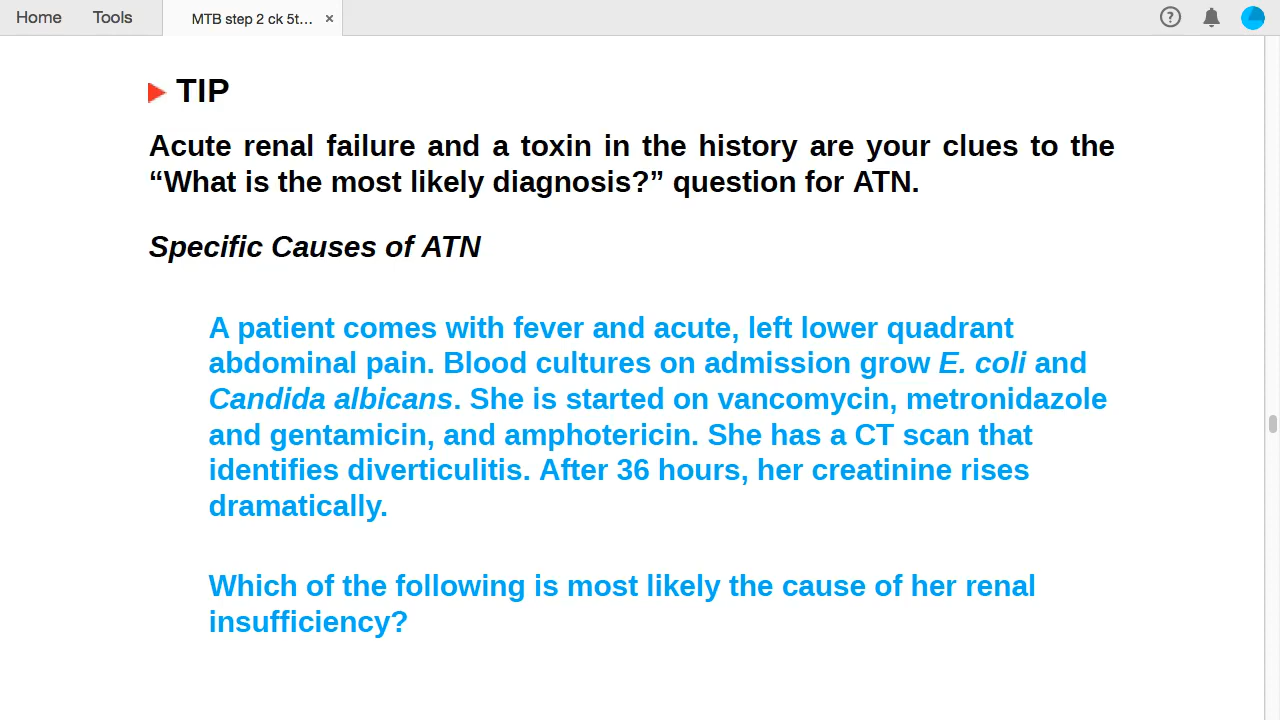 Home Tools MTB step 2 ck 5t... × ?
TIP
Acute renal failure and a toxin in the history are your clues to the
“What is the most likely diagnosis?” question for ATN.
Specific Causes of ATN
A patient comes with fever and acute, left lower quadrant
abdominal pain. Blood cultures on admission grow E. coli and
Candida albicans. She is started on vancomycin, metronidazole
and gentamicin, and amphotericin. She has a CT scan that
identifies diverticulitis. After 36 hours, her creatinine rises
dramatically.
Which of the following is most likely the cause of her renal
insufficiency?